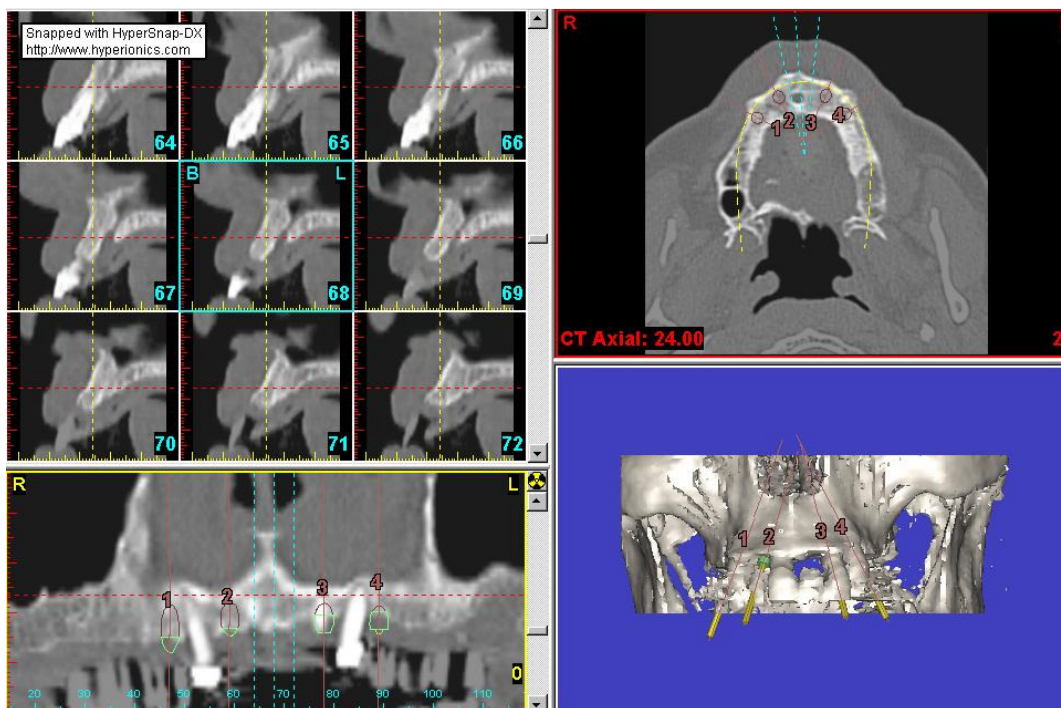 Snapped with HyperSnap-DX
http://www.hyperionics.com
64
65
66
67
B L
68
69
70
71
72
R
1 2 3 4
CT Axial: 24.00
2
R L
1 2 3 4
0
20 30 40 50 60 70 80 90 100 110
1 2 3 4